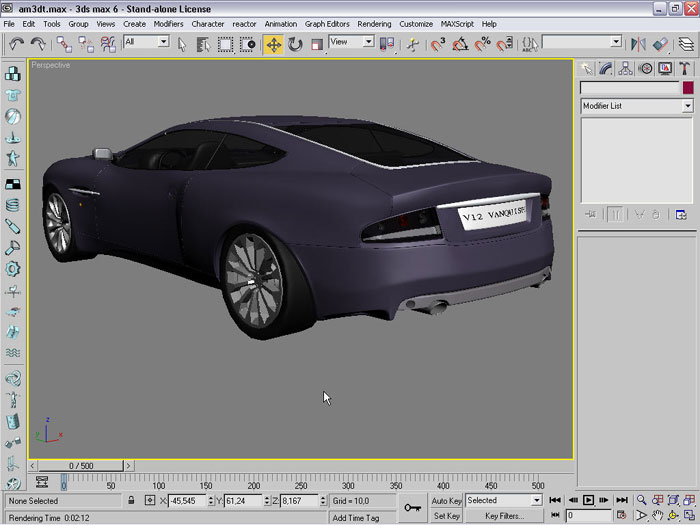 am3dt.max - 3ds max 6 - Stand-alone License
File Edit Tools Group Views Create Modifiers Character reactor Animation Graph Editors Rendering Customize MAXScript Help
All
View
3
Perspective
Modifier List
V12 VANQUISH
z
y x
0 / 500
0 50 100 150 200 250 300 350 400 450 500
None Selected X: -45,545 Y: 61,24 Z: 8,167 Grid = 10,0 Auto Key Selected
Rendering Time 0:02:12 Add Time Tag Set Key Key Filters... 0